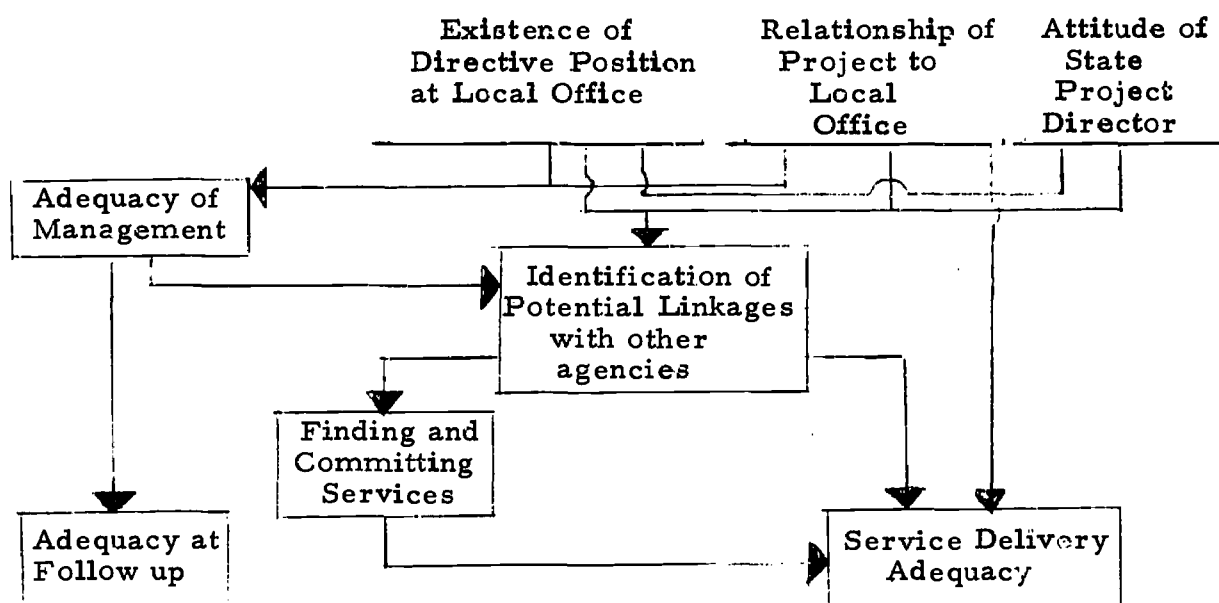 Existence of
Directive Position
at Local Office
Relationship of
Project to
Local
Office
Attitude of
State
Project
Director
Adequacy of
Management
Identification of
Potential Linkages
with other
agencies
Finding and
Committing
Services
Adequacy at
Follow up
Service Delivery
Adequacy